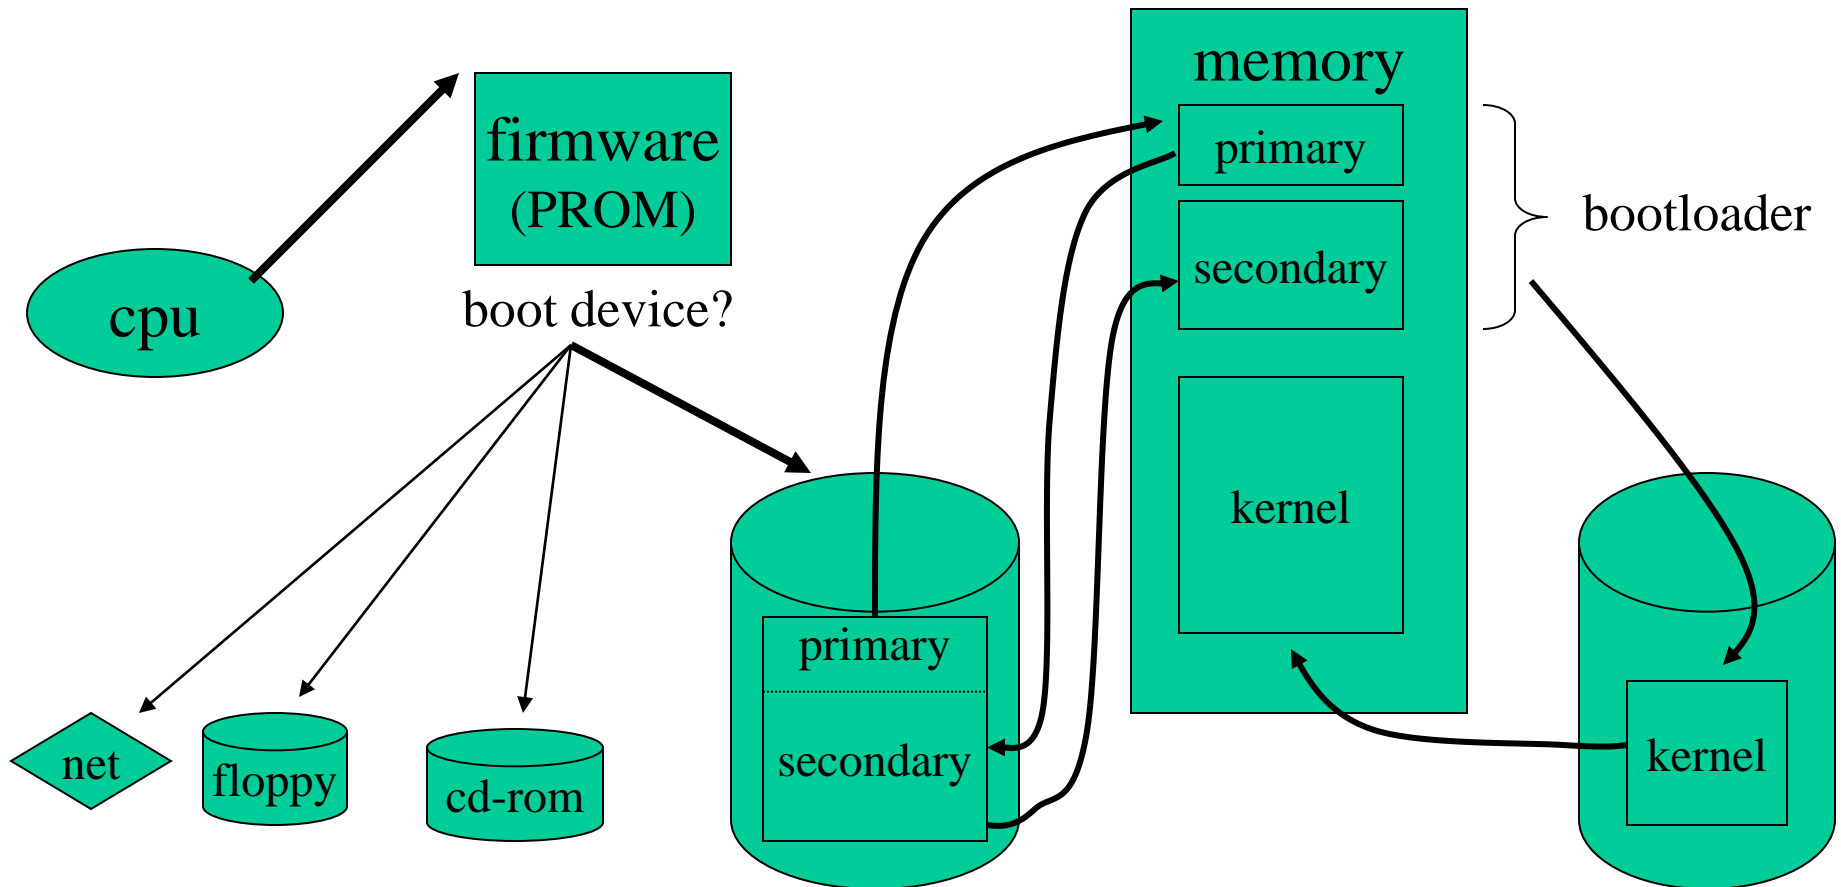 memory
firmware
(PROM)
primary
bootloader
secondary
cpu
boot device?
kernel
primary
secondary
net
floppy
cd-rom
kernel